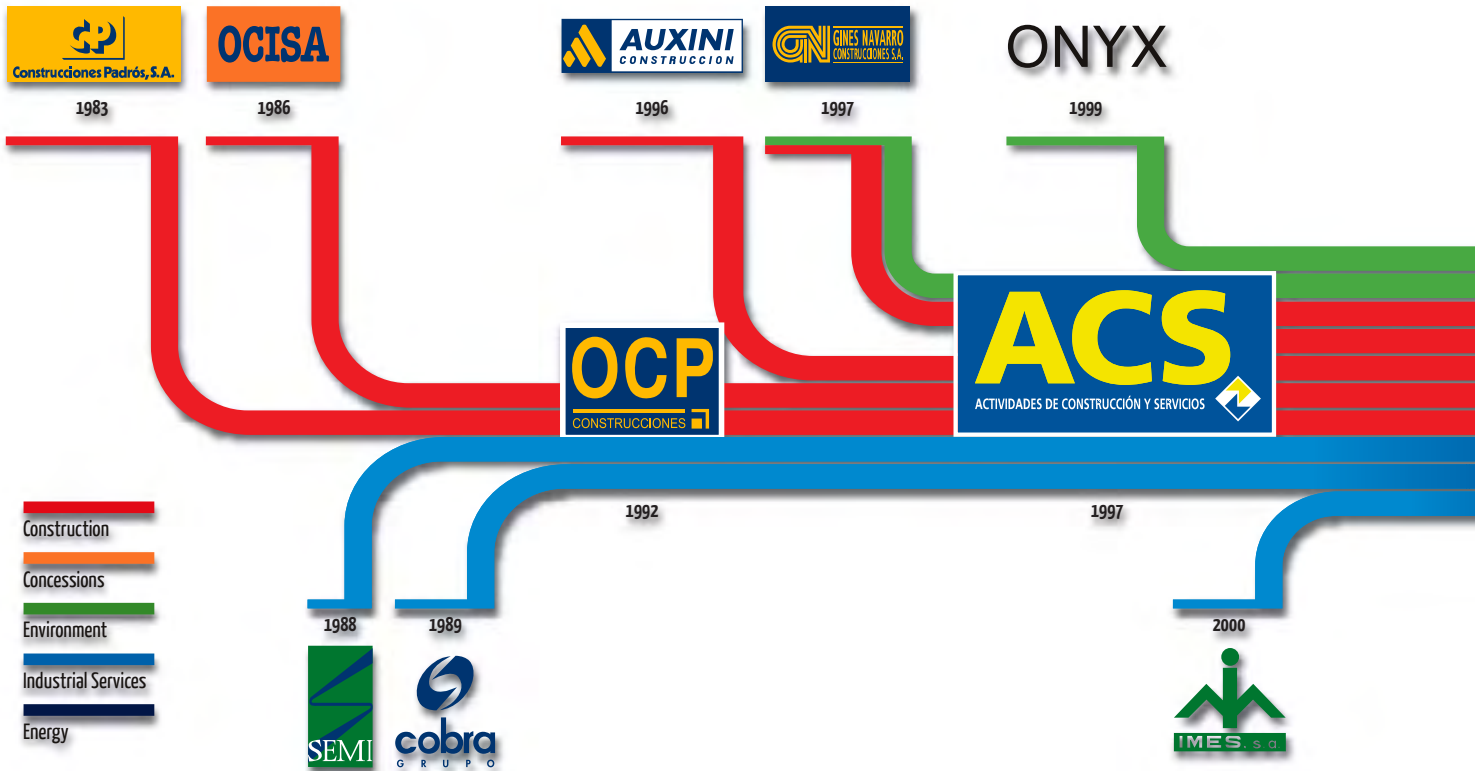 CP
Construcciones Padrós, S.A.
1983
OCISA
1986
AUXINI
CONSTRUCCION
1996
GN
GINES NAVARRO
CONSTRUCCIONES S.A.
1997
ONYX
1999
OCP
CONSTRUCCIONES
ACS
ACTIVIDADES DE CONSTRUCCIÓN Y SERVICIOS
1992
1997
Construction
Concessions
Environment
Industrial Services
Energy
1988
SEMI
1989
cobra
GRUPO
2000
IMES. s.a.